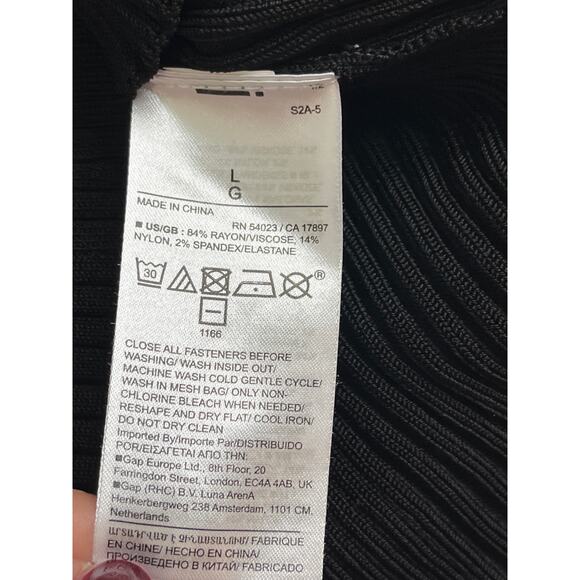 S2A-5
L
G
MADE IN CHINA
RN 54023 / CA 17897
■ US/GB : 84% RAYON/VISCOSE, 14%
NYLON, 2% SPANDEX/ELASTANE
30
®
1166
CLOSE ALL FASTENERS BEFORE
WASHING/ WASH INSIDE OUT/
MACHINE WASH COLD GENTLE CYCLE/
WASH IN MESH BAG/ ONLY NON-
CHLORINE BLEACH WHEN NEEDED/
RESHAPE AND DRY FLAT/ COOL IRON/
DO NOT DRY CLEAN
Imported By/Importe Par/DISTRIBUIDO
POR/ΕΙΣΑΓΕΤΑΙ ΑΠΟ ΤΗΝ:
■Gap Europe Ltd., 8th Floor, 20
Farringdon Street, London, EC4A 4AB, UK
■Gap (RHC) B.V. Luna ArenA
Herikerbergweg 238 Amsterdam, 1101 CM.
Netherlands
ԱՐՏԱԴՐՎԱԾ Է ՉԻՆԱՍՏԱՆՈՒՄ / FABRIQUE
EN CHINE/ HECHO EN CHINA/
ПРОИЗВЕДЕНО В КИТАЕ/ FABRICADO